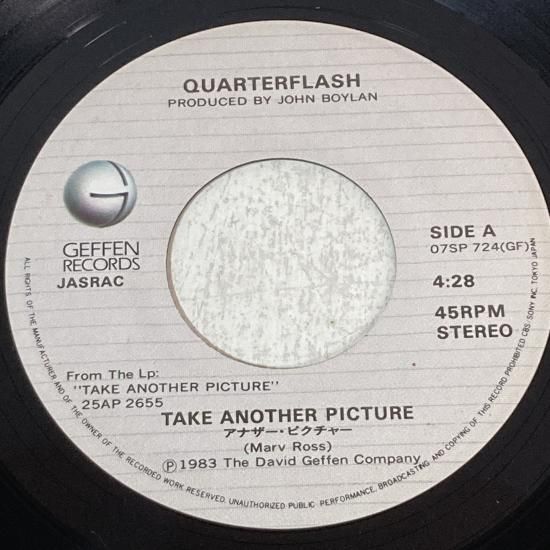 QUARTERFLASH
PRODUCED BY JOHN BOYLAN
GEFFEN
RECORDS
JASRAC
SIDE A
07SP 724(GF)
4:28
45RPM
STEREO
From The Lp:
"TAKE ANOTHER PICTURE"
25AP 2655
TAKE ANOTHER PICTURE
アナザー・ピクチャー
(Marv Ross)
Ⓟ1983 The David Geffen Company
ALL RIGHTS OF THE MANUFACTURER AND OF THE OWNER OF THE RECORDED WORK RESERVED. UNAUTHORIZED PUBLIC PERFORMANCE, BROADCASTING AND COPYING OF THIS RECORD PROHIBITED CBS/SONY INC. TOKYO JAPAN